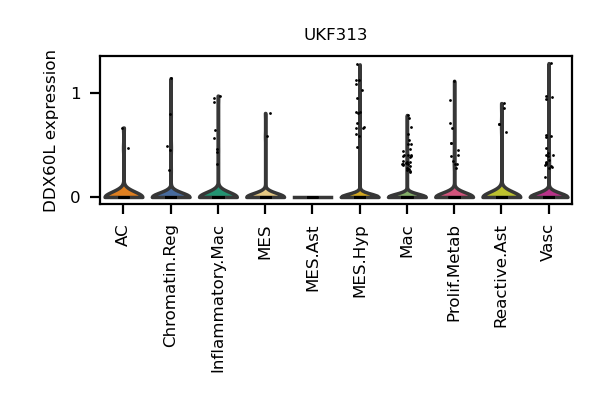 UKF313
DDX60L expression
1
0
AC
Chromatin.Reg
Inflammatory.Mac
MES
MES.Ast
MES.Hyp
Mac
Prolif.Metab
Reactive.Ast
Vasc